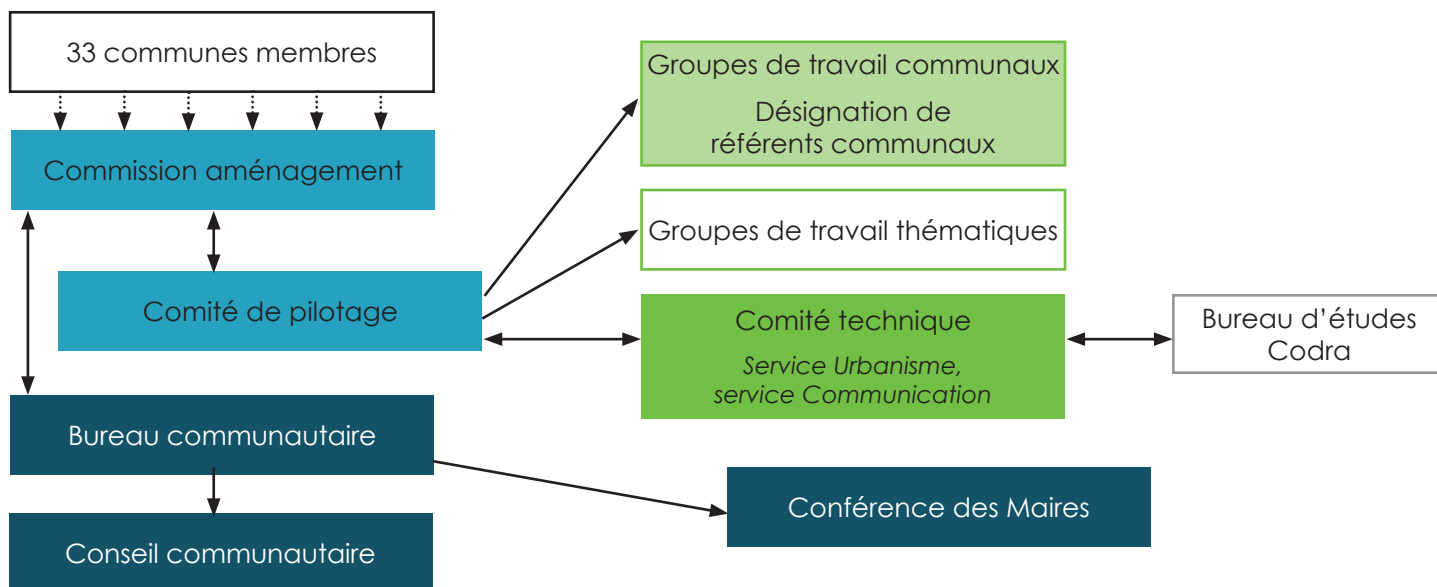 33 communes membres
Commission aménagement
Comité de pilotage
Bureau communautaire
Conseil communautaire
Groupes de travail communaux
Désignation de
référents communaux
Groupes de travail thématiques
Comité technique
Service Urbanisme,
service Communication
Bureau d'études
Codra
Conférence des Maires